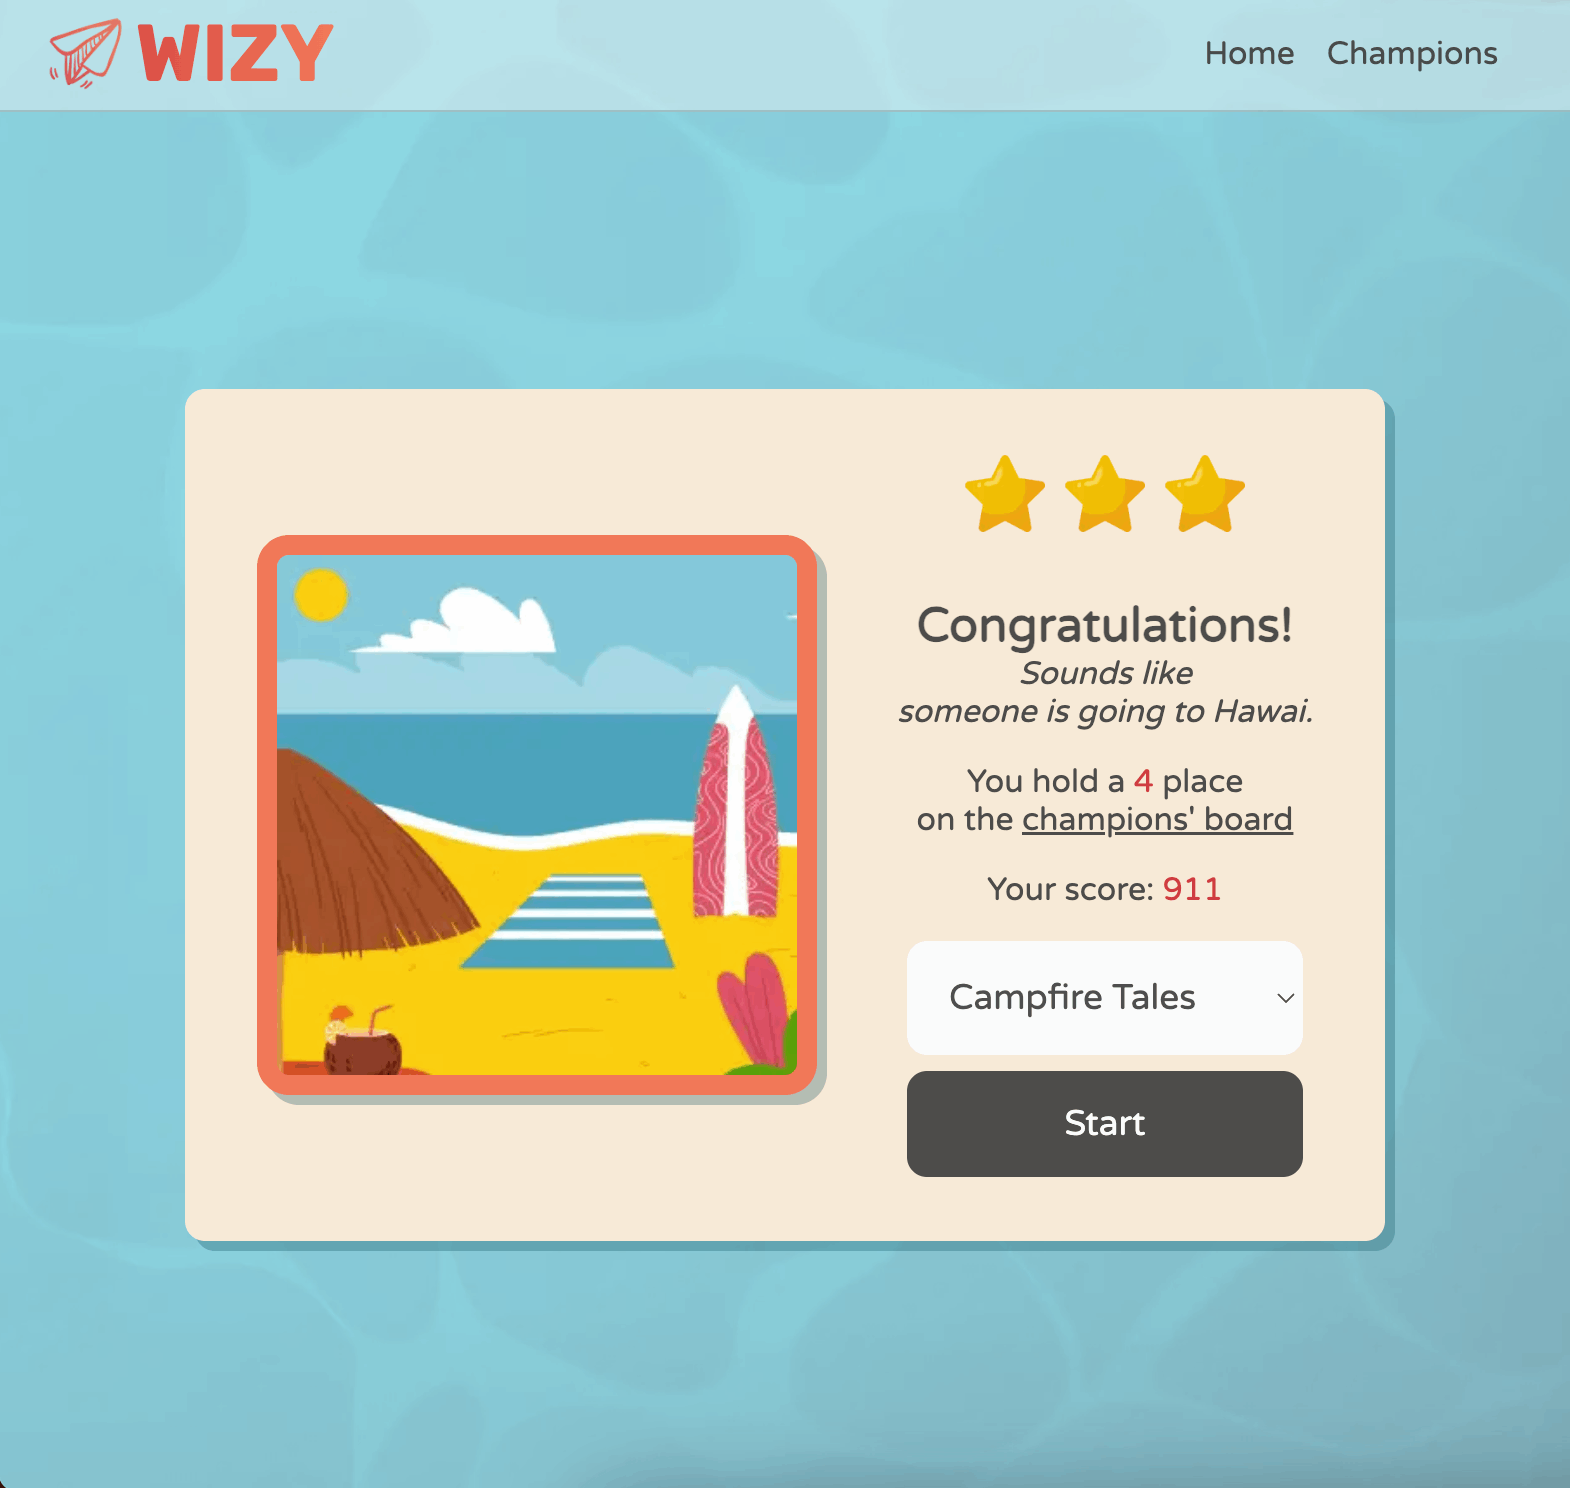 WIZY
Home
Champions
Congratulations!
Sounds like
someone is going to Hawai.
You hold a 4 place
on the champions' board
Your score: 911
Campfire Tales
Start